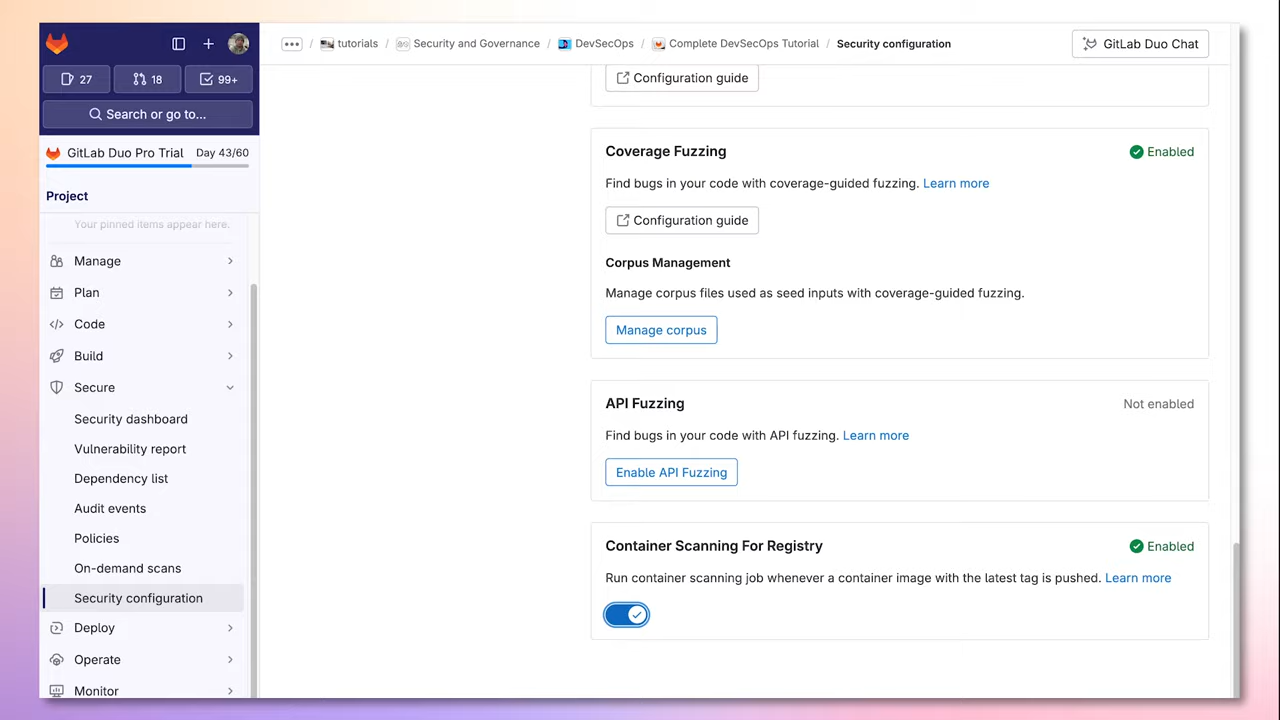 tutorials / Security and Governance / DevSecOps / Complete DevSecOps Tutorial / Security configuration
GitLab Duo Chat
27
18
99+
Search or go to...
GitLab Duo Pro Trial Day 43/60
Project
Your pinned items appear here.
Manage
Plan
Code
Build
Secure
Security dashboard
Vulnerability report
Dependency list
Audit events
Policies
On-demand scans
Security configuration
Deploy
Operate
Monitor
Configuration guide
Coverage Fuzzing
Enabled
Find bugs in your code with coverage-guided fuzzing. Learn more
Configuration guide
Corpus Management
Manage corpus files used as seed inputs with coverage-guided fuzzing.
Manage corpus
API Fuzzing
Not enabled
Find bugs in your code with API fuzzing. Learn more
Enable API Fuzzing
Container Scanning For Registry
Enabled
Run container scanning job whenever a container image with the latest tag is pushed. Learn more